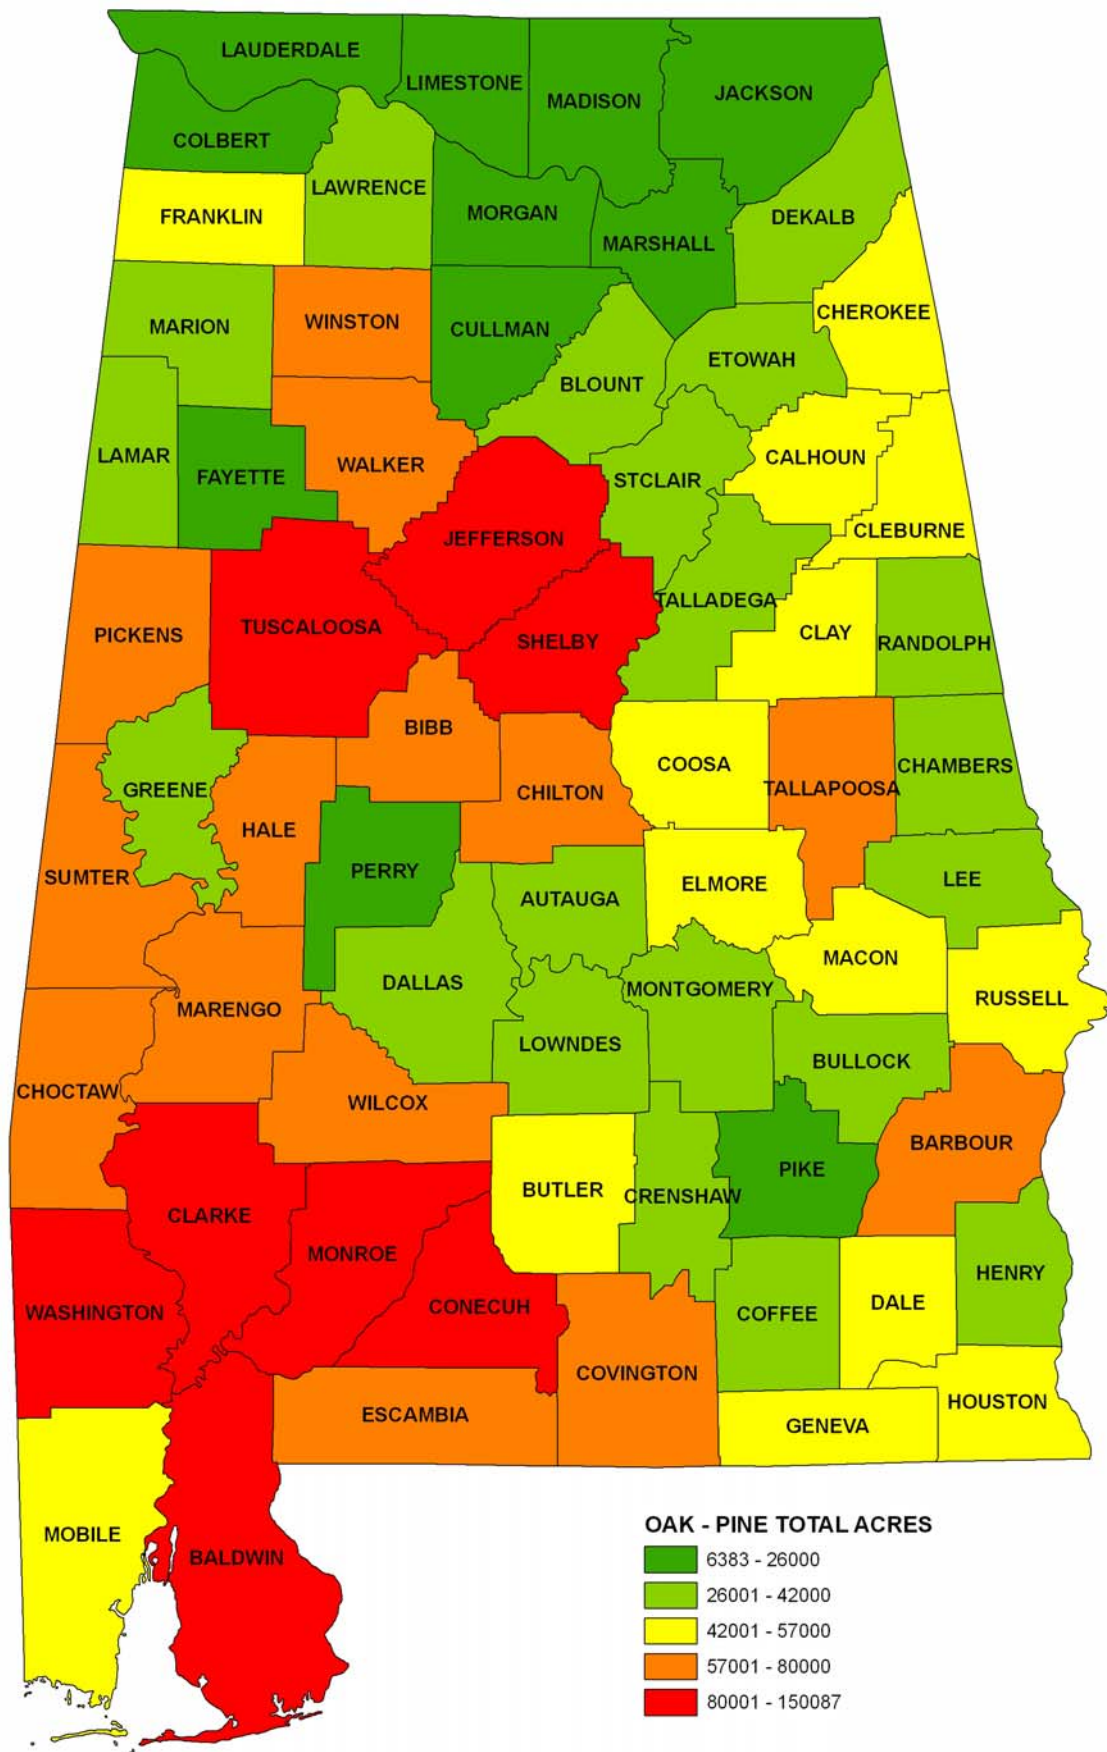 LAUDERDALE
LIMESTONE
MADISON
JACKSON
COLBERT
LAWRENCE
FRANKLIN
MORGAN
MARSHALL
DEKALB
MARION
WINSTON
CULLMAN
CHEROKEE
BLOUNT
ETOWAH
LAMAR
FAYETTE
WALKER
STCLAIR
CALHOUN
JEFFERSON
CLEBURNE
PICKENS
TUSCALOOSA
SHELBY
TALLADEGA
CLAY
RANDOLPH
BIBB
COOSA
CHAMBERS
GREENE
CHILTON
TALLAPOOSA
HALE
SUMTER
PERRY
ELMORE
LEE
AUTAUGA
MACON
DALLAS
MONTGOMERY
RUSSELL
MARENGO
LOWNDES
BULLOCK
CHOCTAW
WILCOX
BARBOUR
PIKE
BUTLER
CRENSHAW
CLARKE
MONROE
HENRY
WASHINGTON
CONECUH
COFFEE
DALE
COVINGTON
ESCAMBIA
HOUSTON
GENEVA
MOBILE
BALDWIN
OAK - PINE TOTAL ACRES
6383 - 26000
26001 - 42000
42001 - 57000
57001 - 80000
80001 - 150087